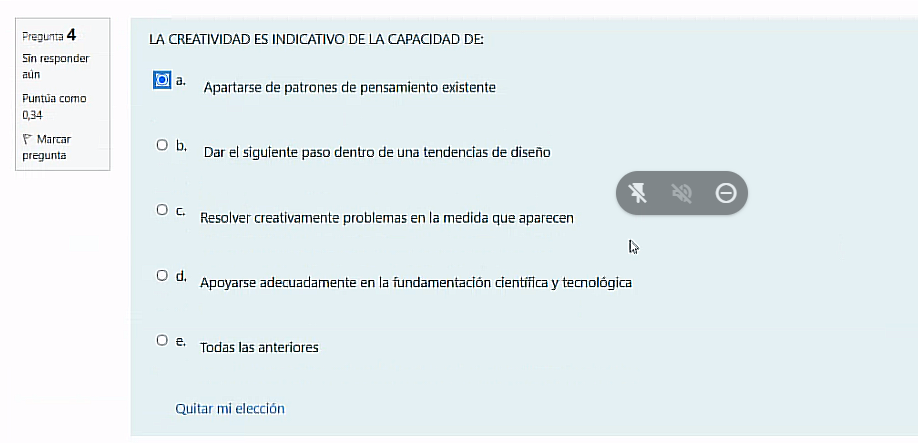 Pregunta 4
Sin responder
aún
Puntúa como
0,34
Marcar
pregunta
LA CREATIVIDAD ES INDICATIVO DE LA CAPACIDAD DE:
a. Apartarse de patrones de pensamiento existente
b. Dar el siguiente paso dentro de una tendencias de diseño
c. Resolver creativamente problemas en la medida que aparecen
d. Apoyarse adecuadamente en la fundamentación científica y tecnológica
e. Todas las anteriores
Quitar mi elección